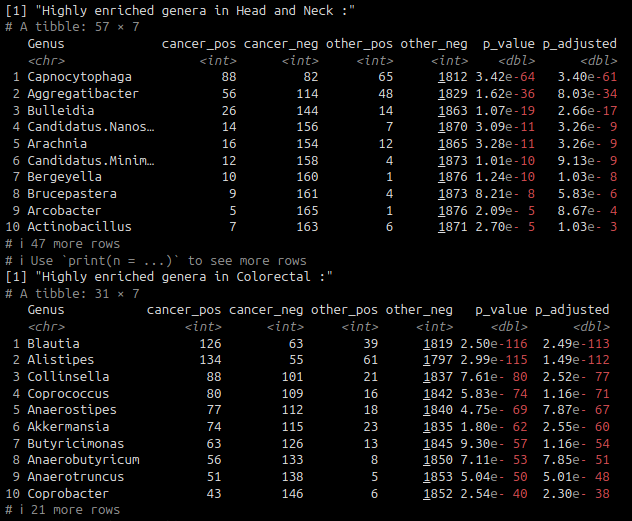 [1] "Highly enriched genera in Head and Neck :"
# A tibble: 57 × 7
Genus cancer_pos cancer_neg other_pos other_neg p_value p_adjusted
<chr> <int> <int> <int> <int> <dbl> <dbl>
1 Capnocytophaga 88 82 65 1812 3.42e-64 3.40e-61
2 Aggregatibacter 56 114 48 1829 1.62e-36 8.03e-34
3 Bulleidia 26 144 14 1863 1.07e-19 2.66e-17
4 Candidatus.Nanos… 14 156 7 1870 3.09e-11 3.26e- 9
5 Arachnia 16 154 12 1865 3.28e-11 3.26e- 9
6 Candidatus.Minim… 12 158 4 1873 1.01e-10 9.13e- 9
7 Bergeyella 10 160 1 1876 1.24e-10 1.03e- 8
8 Brucepastera 9 161 4 1873 8.21e- 8 5.83e- 6
9 Arcobacter 5 165 1 1876 2.09e- 5 8.67e- 4
10 Actinobacillus 7 163 6 1871 2.70e- 5 1.03e- 3
# ℹ 47 more rows
# ℹ Use `print(n = ...)` to see more rows
[1] "Highly enriched genera in Colorectal :"
# A tibble: 31 × 7
Genus cancer_pos cancer_neg other_pos other_neg p_value p_adjusted
<chr> <int> <int> <int> <int> <dbl> <dbl>
1 Blautia 126 63 39 1819 2.50e-116 2.49e-113
2 Alistipes 134 55 61 1797 2.99e-115 1.49e-112
3 Collinsella 88 101 21 1837 7.61e- 80 2.52e- 77
4 Coprococcus 80 109 16 1842 5.83e- 74 1.16e- 71
5 Anaerostipes 77 112 18 1840 4.75e- 69 7.87e- 67
6 Akkermansia 74 115 23 1835 1.80e- 62 2.55e- 60
7 Butyricimonas 63 126 13 1845 9.30e- 57 1.16e- 54
8 Anaerobutyricum 56 133 8 1850 7.11e- 53 7.85e- 51
9 Anaerotruncus 51 138 5 1853 5.04e- 50 5.01e- 48
10 Coprobacter 43 146 6 1852 2.54e- 40 2.30e- 38
# ℹ 21 more rows